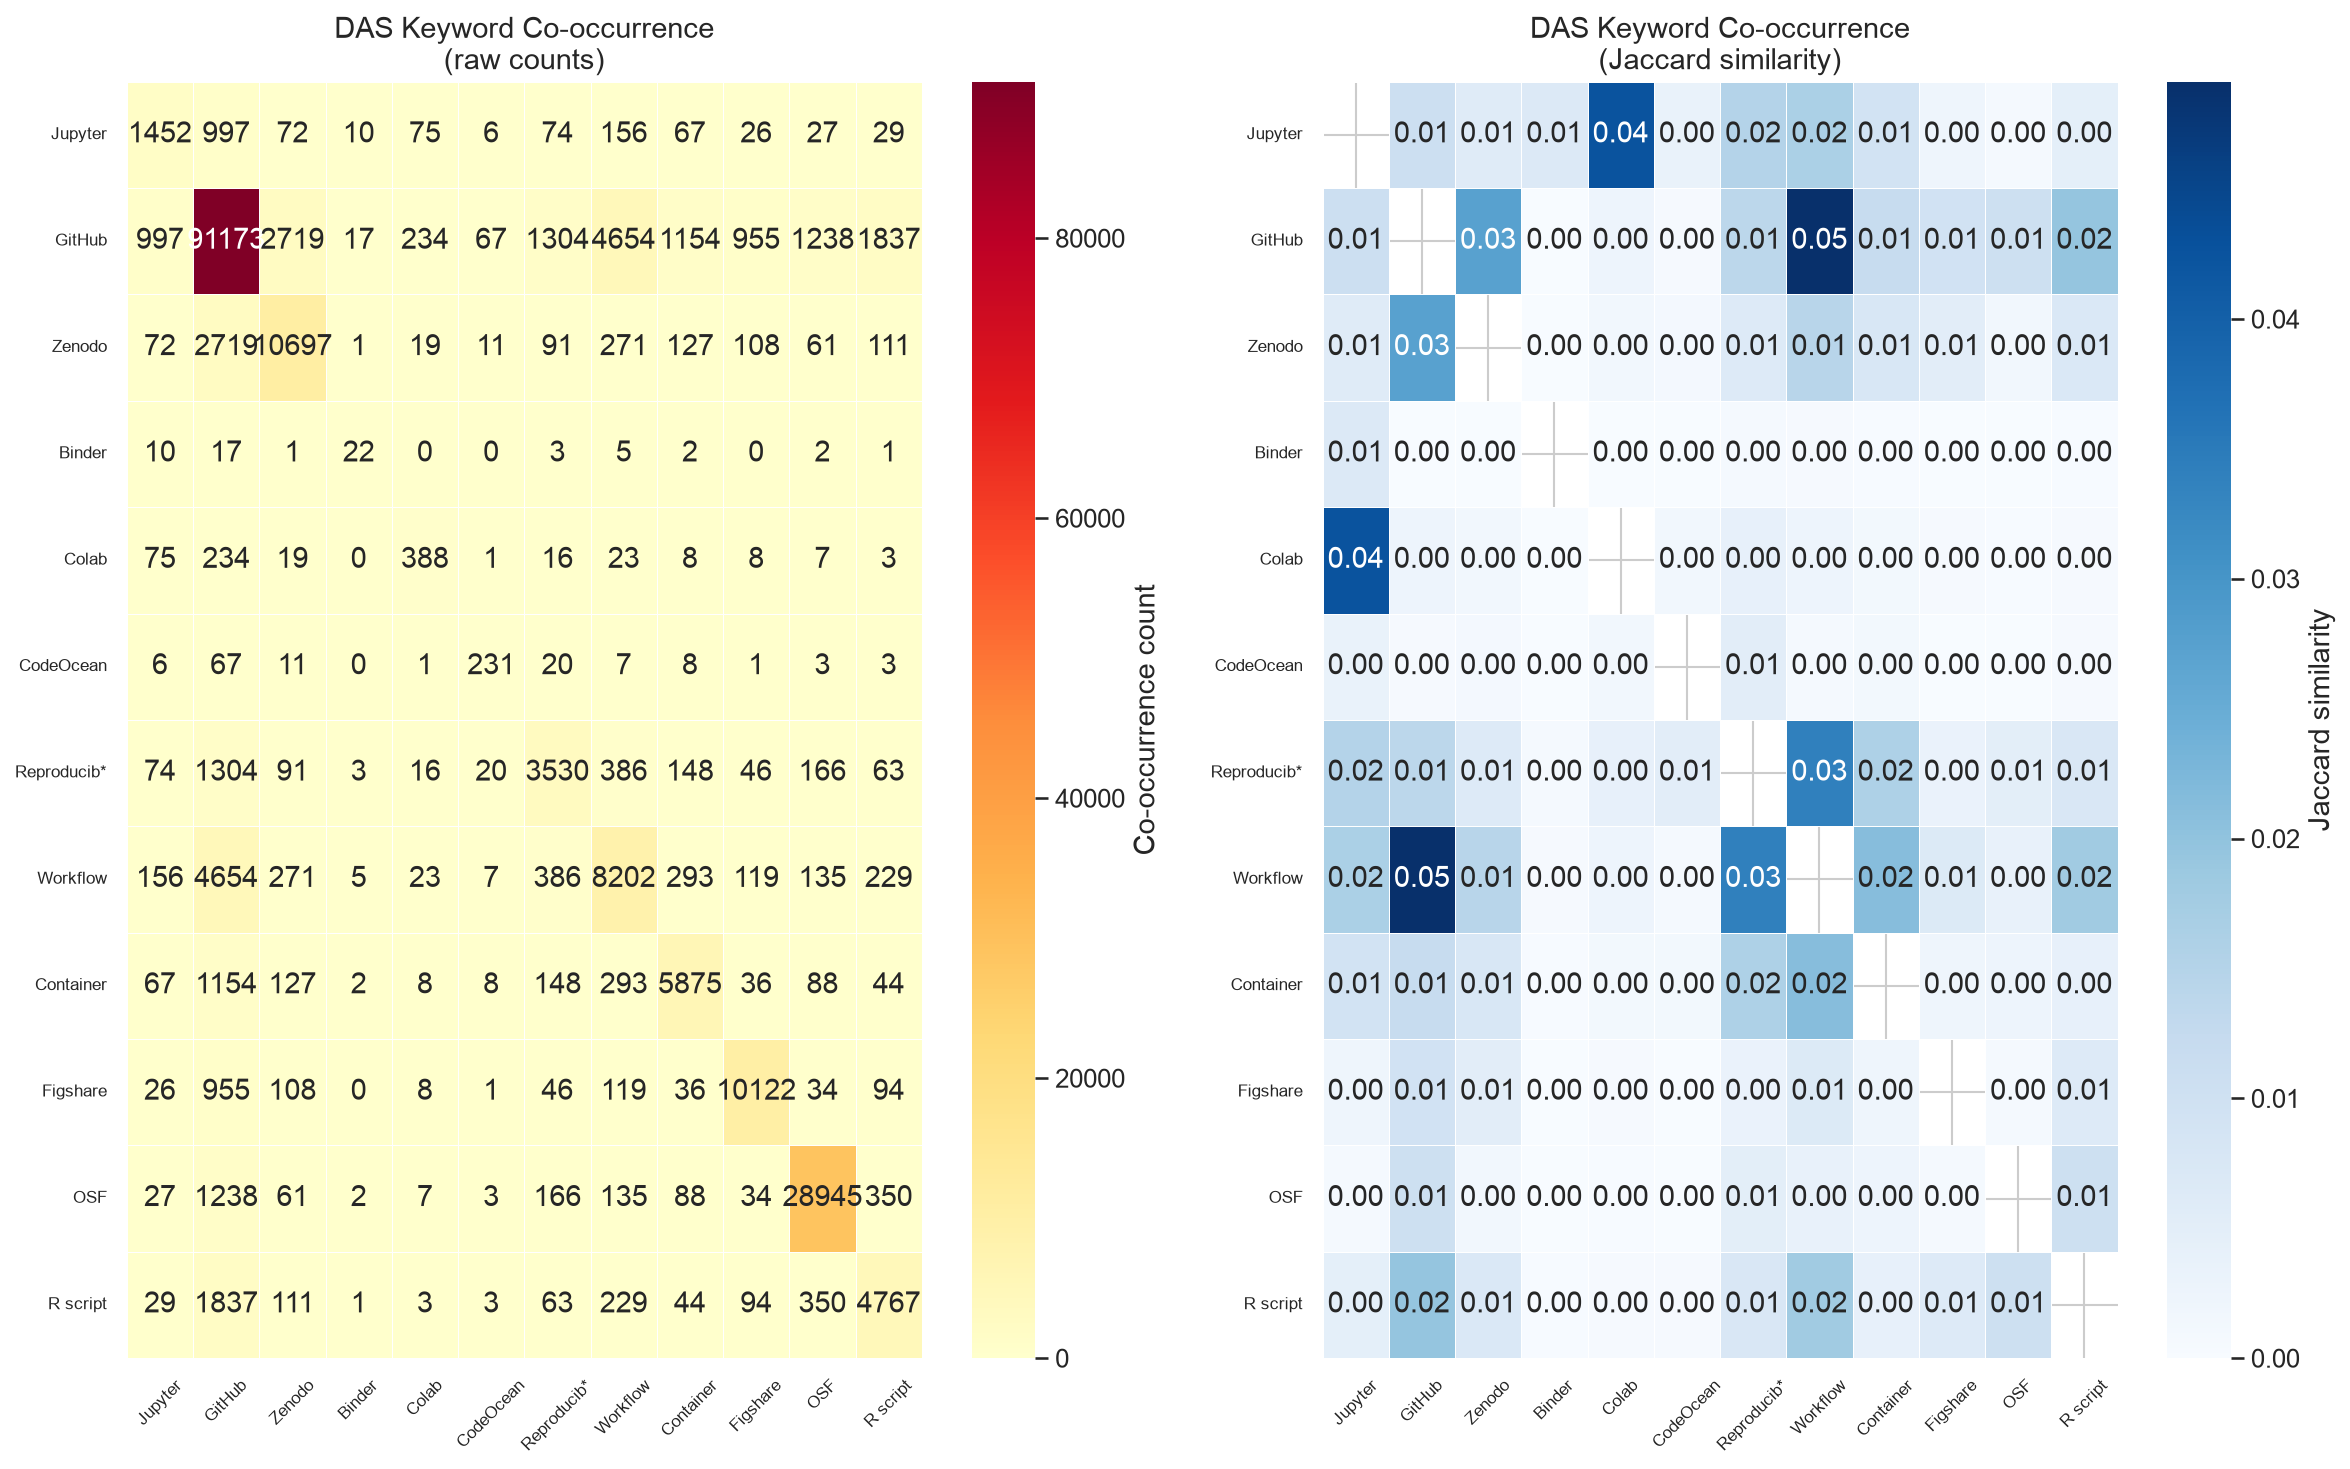 DAS Keyword Co-occurrence
(raw counts)
Jupyter 1452 997 72 10 75 6 74 156 67 26 27 29
GitHub 997 91173 2719 17 234 67 1304 4654 1154 955 1238 1837
Zenodo 72 2719 10697 1 19 11 91 271 127 108 61 111
Binder 10 17 1 22 0 0 3 5 2 0 2 1
Colab 75 234 19 0 388 1 16 23 8 8 7 3
CodeOcean 6 67 11 0 1 231 20 7 8 1 3 3
Reproducib* 74 1304 91 3 16 20 3530 386 148 46 166 63
Workflow 156 4654 271 5 23 7 386 8202 293 119 135 229
Container 67 1154 127 2 8 8 148 293 5875 36 88 44
Figshare 26 955 108 0 8 1 46 119 36 10122 34 94
OSF 27 1238 61 2 7 3 166 135 88 34 28945 350
R script 29 1837 111 1 3 3 63 229 44 94 350 4767
Jupyter GitHub Zenodo Binder Colab CodeOcean Reproducib* Workflow Container Figshare OSF R script
80000
60000
40000
20000
0
Co-occurrence count
DAS Keyword Co-occurrence
(Jaccard similarity)
Jupyter 0.01 0.01 0.01 0.04 0.00 0.02 0.02 0.01 0.00 0.00 0.00
GitHub 0.01 0.03 0.00 0.00 0.00 0.01 0.05 0.01 0.01 0.01 0.02
Zenodo 0.01 0.03 0.00 0.00 0.00 0.01 0.01 0.01 0.01 0.00 0.01
Binder 0.01 0.00 0.00 0.00 0.00 0.00 0.00 0.00 0.00 0.00 0.00
Colab 0.04 0.00 0.00 0.00 0.00 0.00 0.00 0.00 0.00 0.00 0.00
CodeOcean 0.00 0.00 0.00 0.00 0.00 0.01 0.00 0.00 0.00 0.00 0.00
Reproducib* 0.02 0.01 0.01 0.00 0.00 0.01 0.03 0.02 0.00 0.01 0.01
Workflow 0.02 0.05 0.01 0.00 0.00 0.00 0.03 0.02 0.01 0.00 0.02
Container 0.01 0.01 0.01 0.00 0.00 0.00 0.02 0.02 0.00 0.00 0.00
Figshare 0.00 0.01 0.01 0.00 0.00 0.00 0.00 0.01 0.00 0.00 0.01
OSF 0.00 0.01 0.00 0.00 0.00 0.00 0.01 0.00 0.00 0.00 0.01
R script 0.00 0.02 0.01 0.00 0.00 0.00 0.01 0.02 0.00 0.01 0.01
Jupyter GitHub Zenodo Binder Colab CodeOcean Reproducib* Workflow Container Figshare OSF R script
0.04
0.03
0.02
0.01
0.00
Jaccard similarity